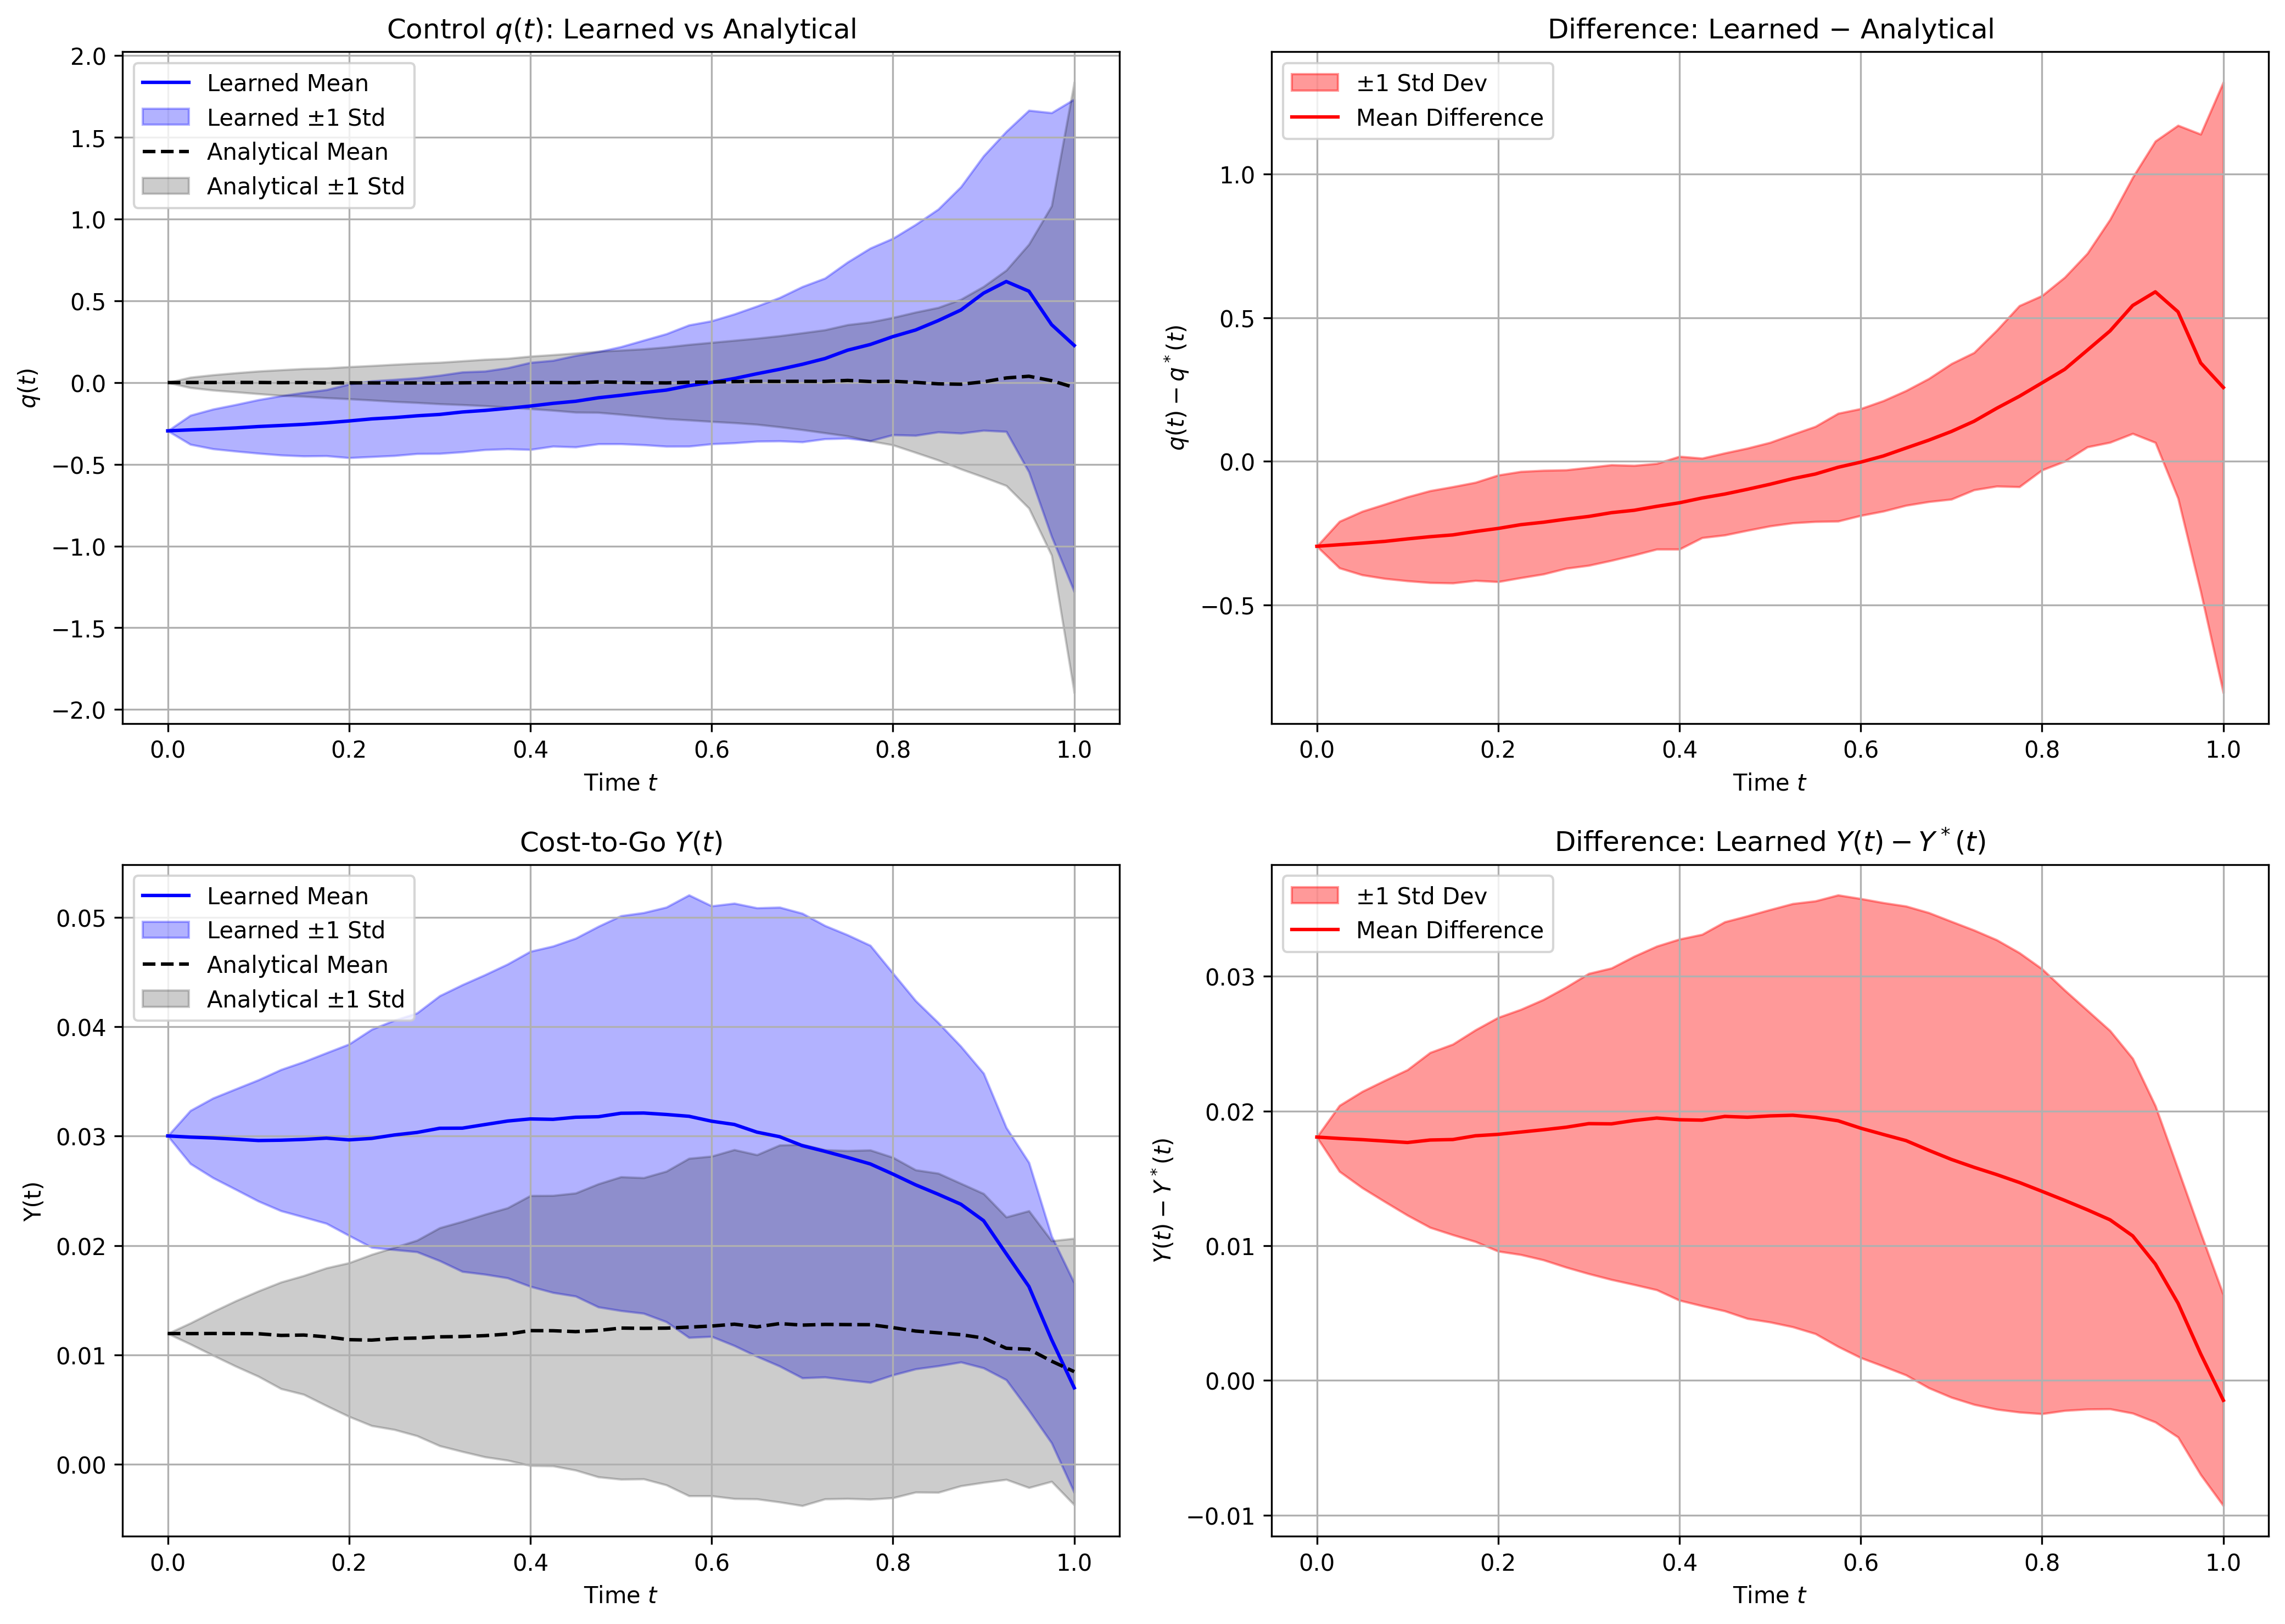 Control q(t): Learned vs Analytical
Learned Mean
Learned ±1 Std
Analytical Mean
Analytical ±1 Std
q(t)
2.0
1.5
1.0
0.5
0.0
−0.5
−1.0
−1.5
−2.0
0.0 0.2 0.4 0.6 0.8 1.0
Time t
Difference: Learned − Analytical
±1 Std Dev
Mean Difference
q(t) − q*(t)
1.0
0.5
0.0
−0.5
0.0 0.2 0.4 0.6 0.8 1.0
Time t
Cost-to-Go Y(t)
Learned Mean
Learned ±1 Std
Analytical Mean
Analytical ±1 Std
Y(t)
0.05
0.04
0.03
0.02
0.01
0.00
0.0 0.2 0.4 0.6 0.8 1.0
Time t
Difference: Learned Y(t) − Y*(t)
±1 Std Dev
Mean Difference
Y(t) − Y*(t)
0.03
0.02
0.01
0.00
−0.01
0.0 0.2 0.4 0.6 0.8 1.0
Time t